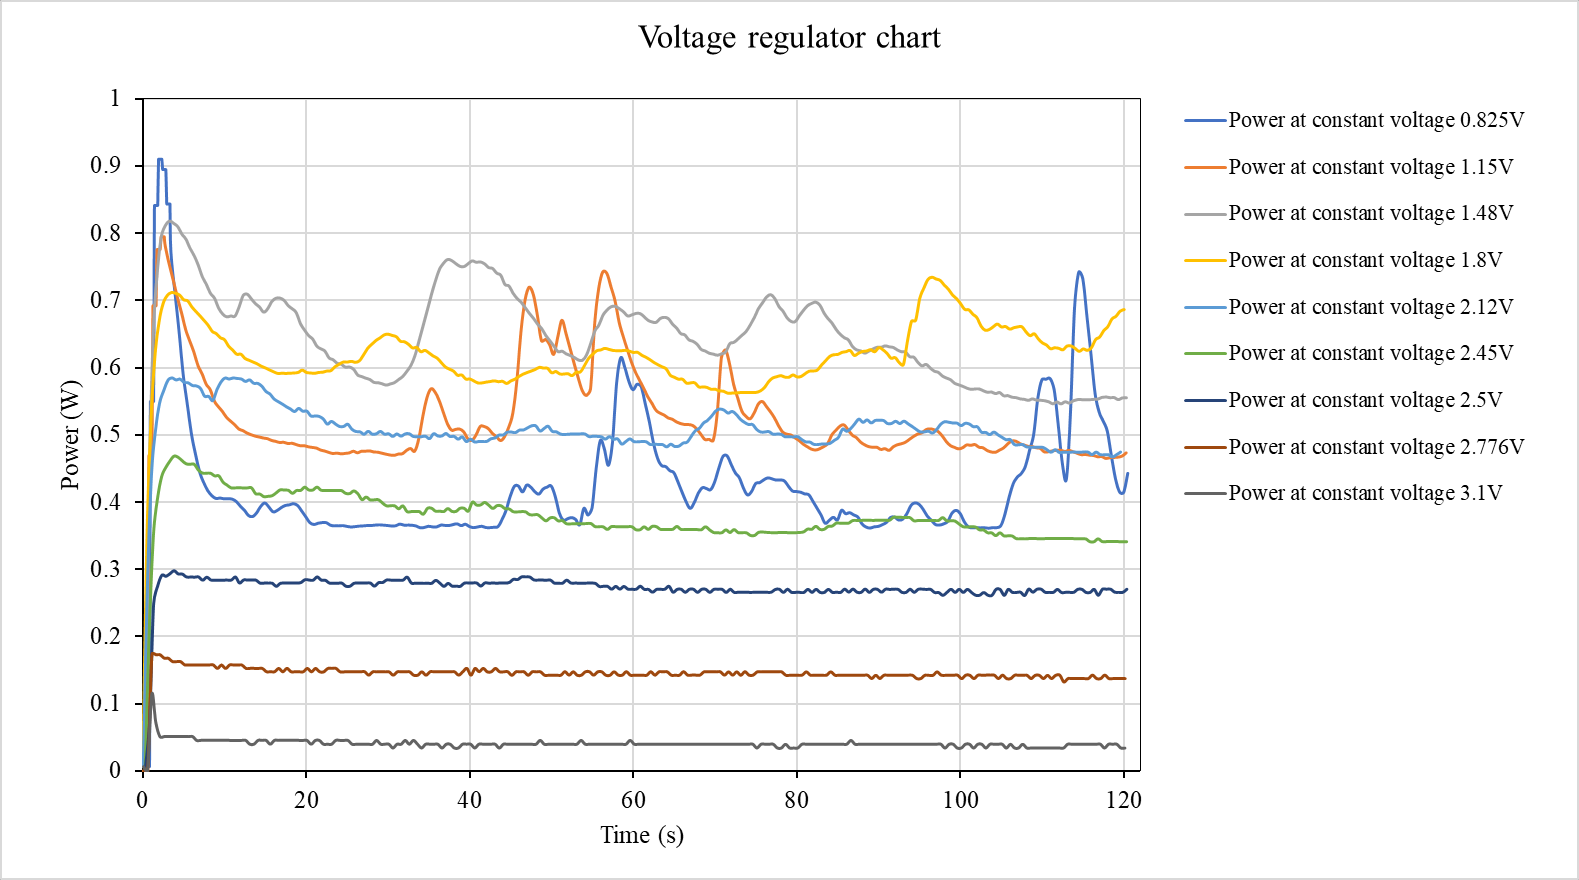 Voltage regulator chart
1
0.9
0.8
0.7
0.6
0.5
0.4
0.3
0.2
0.1
0
Power (W)
0 20 40 60 80 100 120
Time (s)
Power at constant voltage 0.825V
Power at constant voltage 1.15V
Power at constant voltage 1.48V
Power at constant voltage 1.8V
Power at constant voltage 2.12V
Power at constant voltage 2.45V
Power at constant voltage 2.5V
Power at constant voltage 2.776V
Power at constant voltage 3.1V